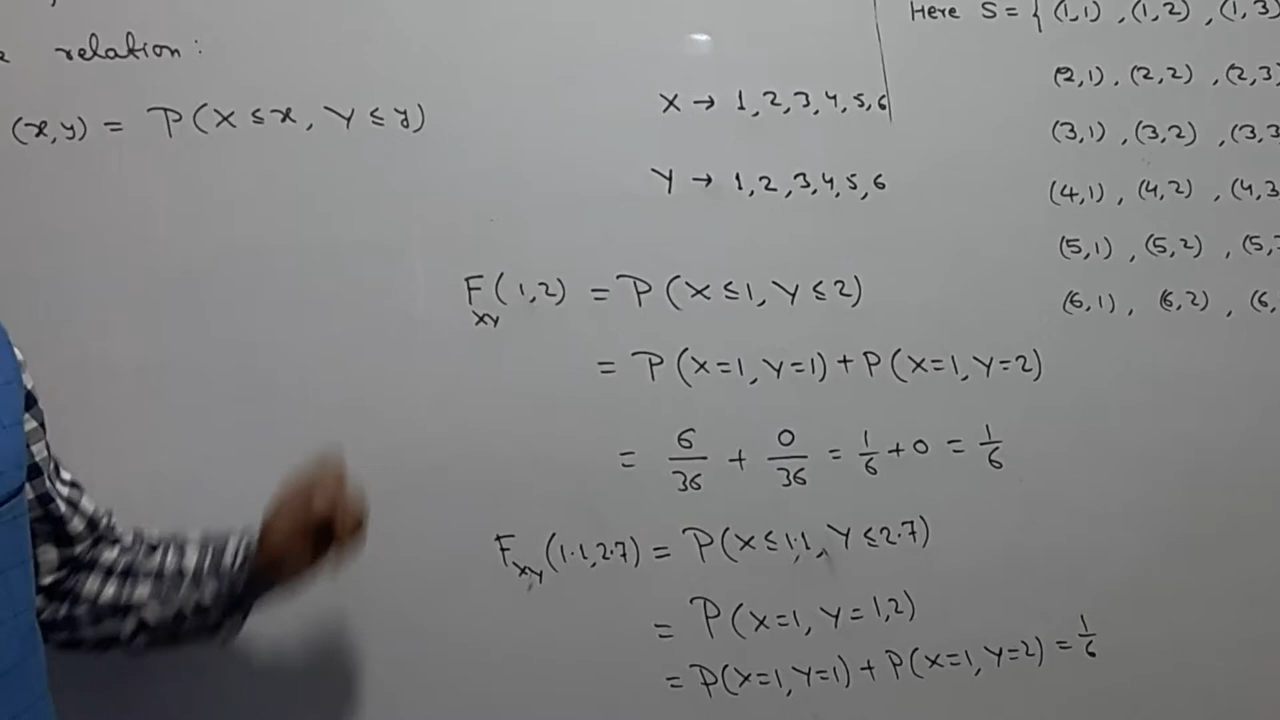 relation:
(x,y) = P(X≤x, Y≤y)
X → 1,2,3,4,5,6
Y → 1,2,3,4,5,6
Here S = { (1,1) , (1,2) , (1,3)
(2,1) , (2,2) , (2,3)
(3,1) , (3,2) , (3,3
(4,1) , (4,2) , (4,3
(5,1) , (5,2) , (5,
(6,1) , (6,2) , (6,
F_XY(1,2) = P(X≤1, Y≤2)
= P(X=1, Y=1) + P(X=1, Y=2)
= 6/36 + 0/36 = 1/6 + 0 = 1/6
F_XY(1.1, 2.7) = P(X≤1.1, Y≤2.7)
= P(X=1, Y=1,2)
= P(X=1, Y=1) + P(X=1, Y=2) = 1/6